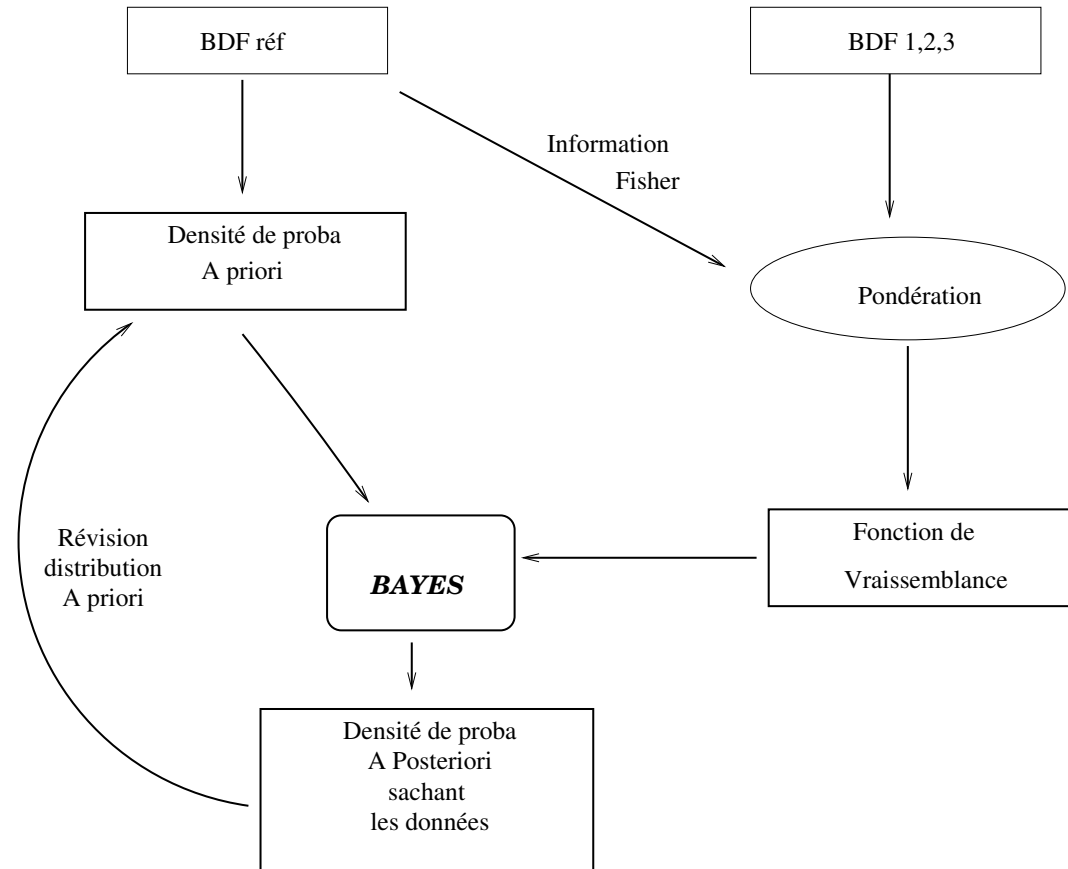 BDF réf
BDF 1,2,3
Information
Fisher
Densité de proba
A priori
Pondération
Révision
distribution
A priori
BAYES
Fonction de
Vraissemblance
Densité de proba
A Posteriori
sachant
les données